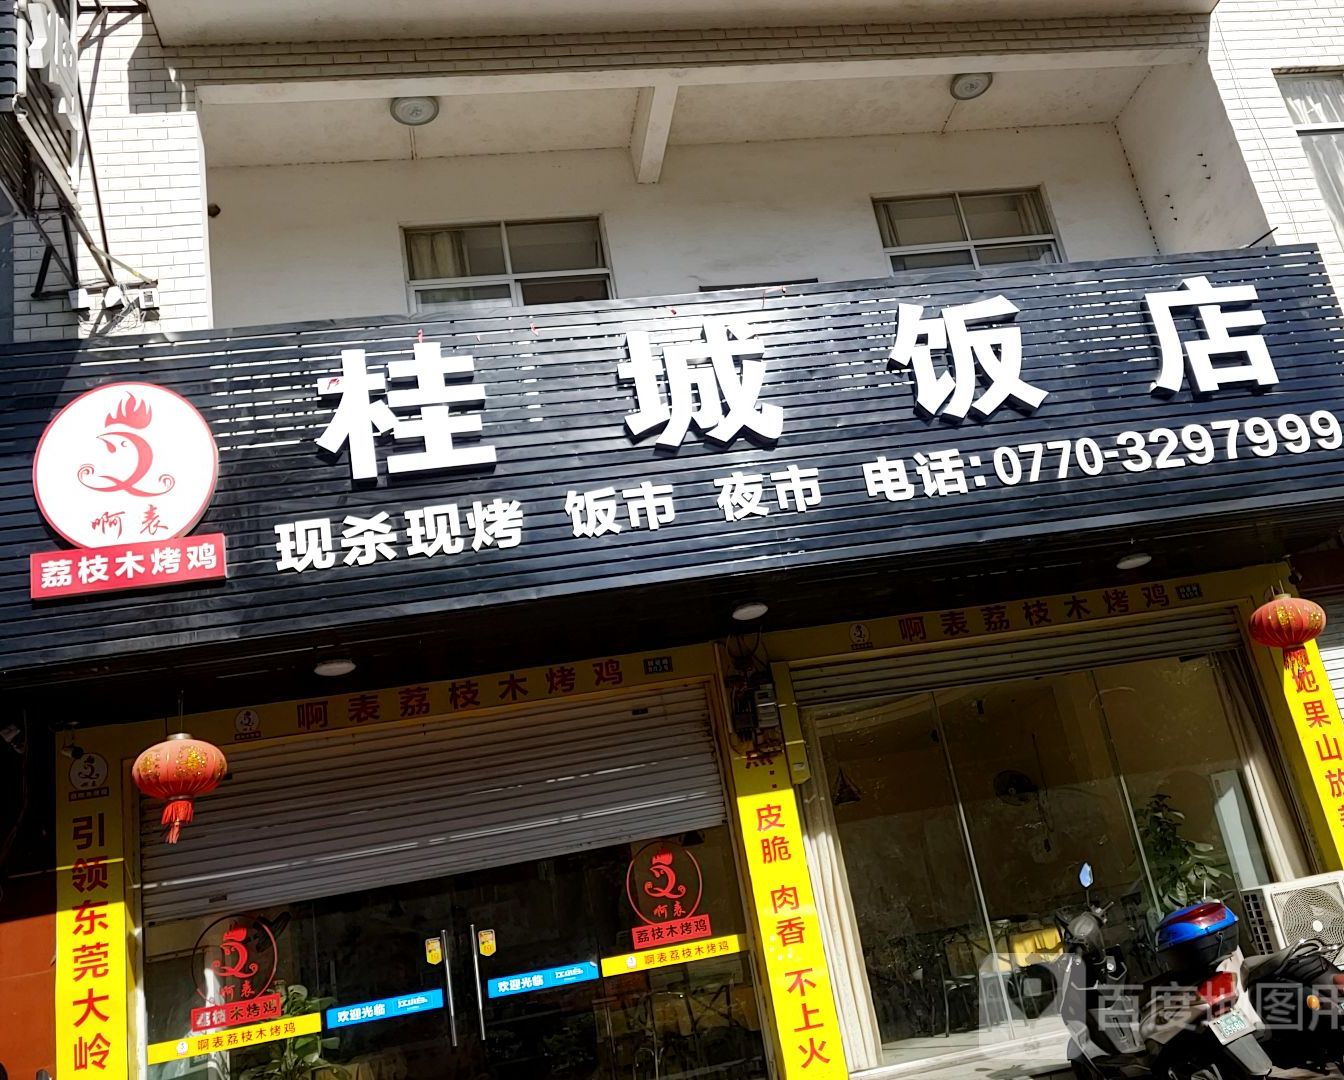 桂城饭店
现杀现烤 饭市 夜市 电话:0770-3297999
啊表
荔枝木烤鸡
啊表荔枝木烤鸡
啊表荔枝木烤鸡
引领东莞大岭
皮脆 肉香 不上火
地果山放
啊表
荔枝木烤鸡
啊表荔枝木烤鸡
欢迎光临
欢迎光临
啊表
荔枝木烤鸡
啊表荔枝木烤鸡
百度地图用